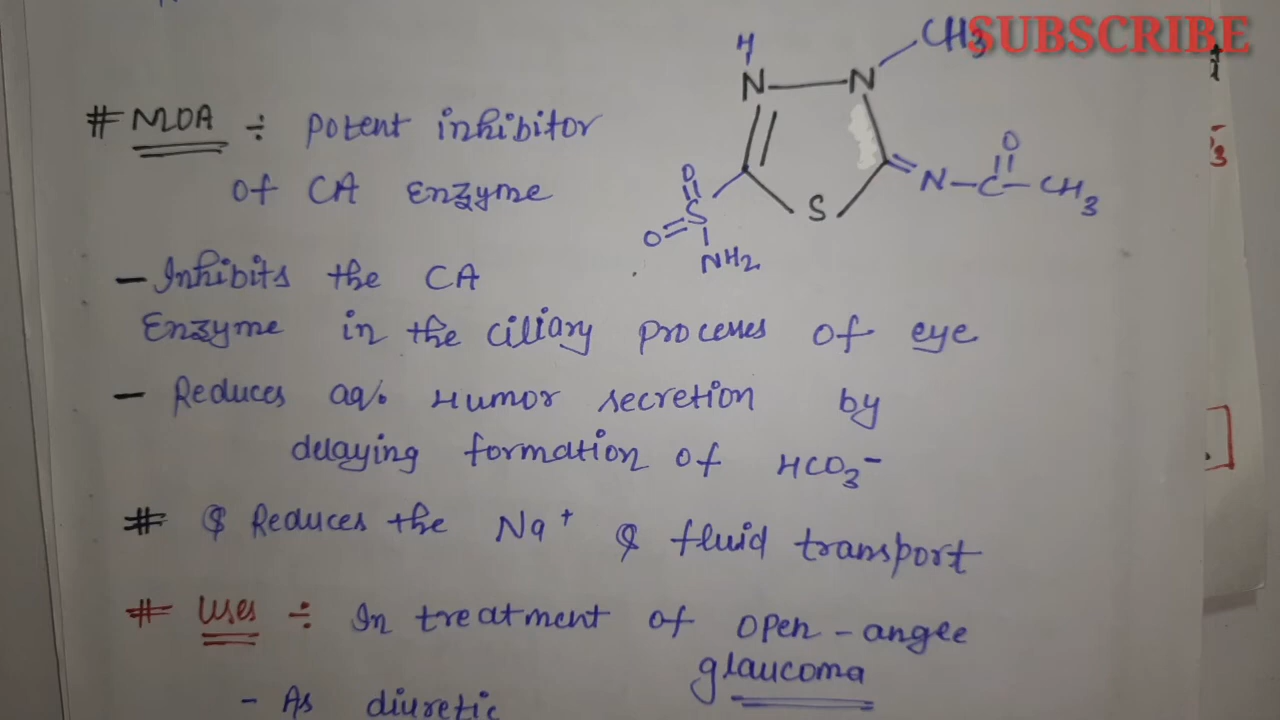 SUBSCRIBE
# MOA ÷ potent inhibitor
of CA Enzyme
– Inhibits the CA
Enzyme in the ciliary processes of eye
– Reduces aq. Humor secretion by
delaying formation of HCO3-
# & Reduces the Na+ & fluid transport
# Uses ÷ In treatment of open-angle
glaucoma
- As diuretic
H
N N CH3
S
N-C-CH3
O
O
S
O
NH2